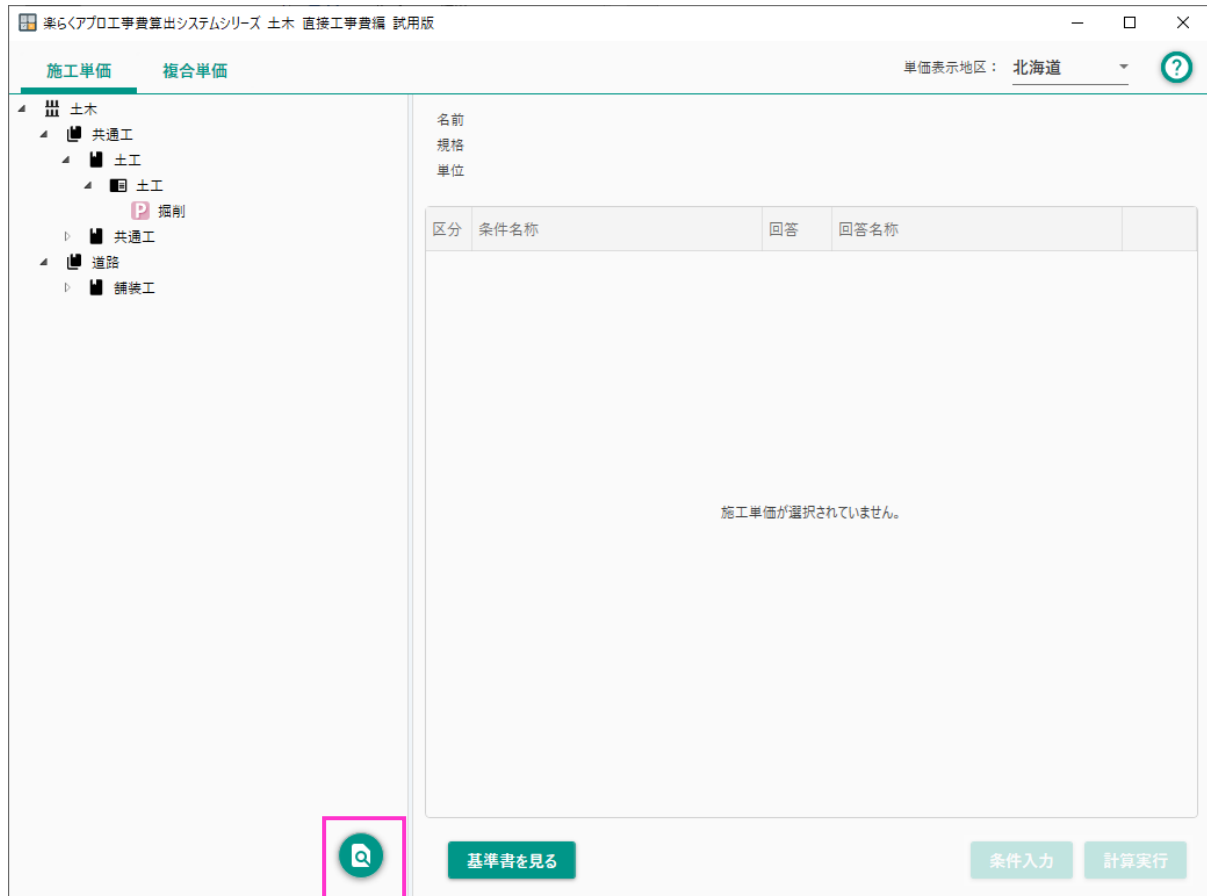 楽らくアプロ工事費算出システムシリーズ 土木 直接工事費編 試用版
施工単価 複合単価 単価表示地区： 北海道
土木
共通工
土工
土工
P 掘削
共通工
道路
舗装工
名前
規格
単位
区分 条件名称 回答 回答名称
施工単価が選択されていません。
基準書を見る 条件入力 計算実行